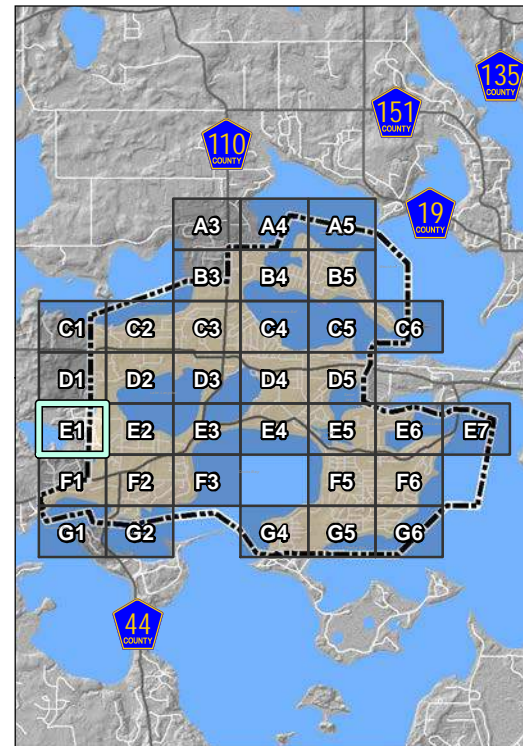 135
COUNTY
151
COUNTY
110
COUNTY
19
COUNTY
A3 A4 A5
B3 B4 B5
C1 C2 C3 C4 C5 C6
D1 D2 D3 D4 D5
E1 E2 E3 E4 E5 E6 E7
F1 F2 F3 F5 F6
G1 G2 G4 G5 G6
44
COUNTY